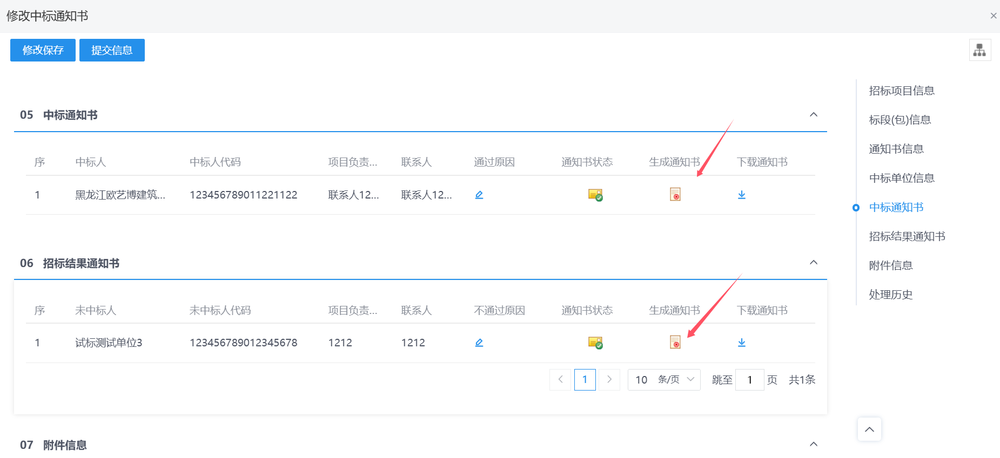 修改中标通知书
修改保存 提交信息
05 中标通知书
序 中标人 中标人代码 项目负责... 联系人 通过原因 通知书状态 生成通知书 下载通知书
1 黑龙江欧艺博建筑... 123456789011221122 联系人12... 联系人12...
06 招标结果通知书
序 未中标人 未中标人代码 项目负责... 联系人 不通过原因 通知书状态 生成通知书 下载通知书
1 试标测试单位3 123456789012345678 1212 1212
1 10 条/页 跳至 1 页 共1条
07 附件信息
招标项目信息
标段(包)信息
通知书信息
中标单位信息
中标通知书
招标结果通知书
附件信息
处理历史